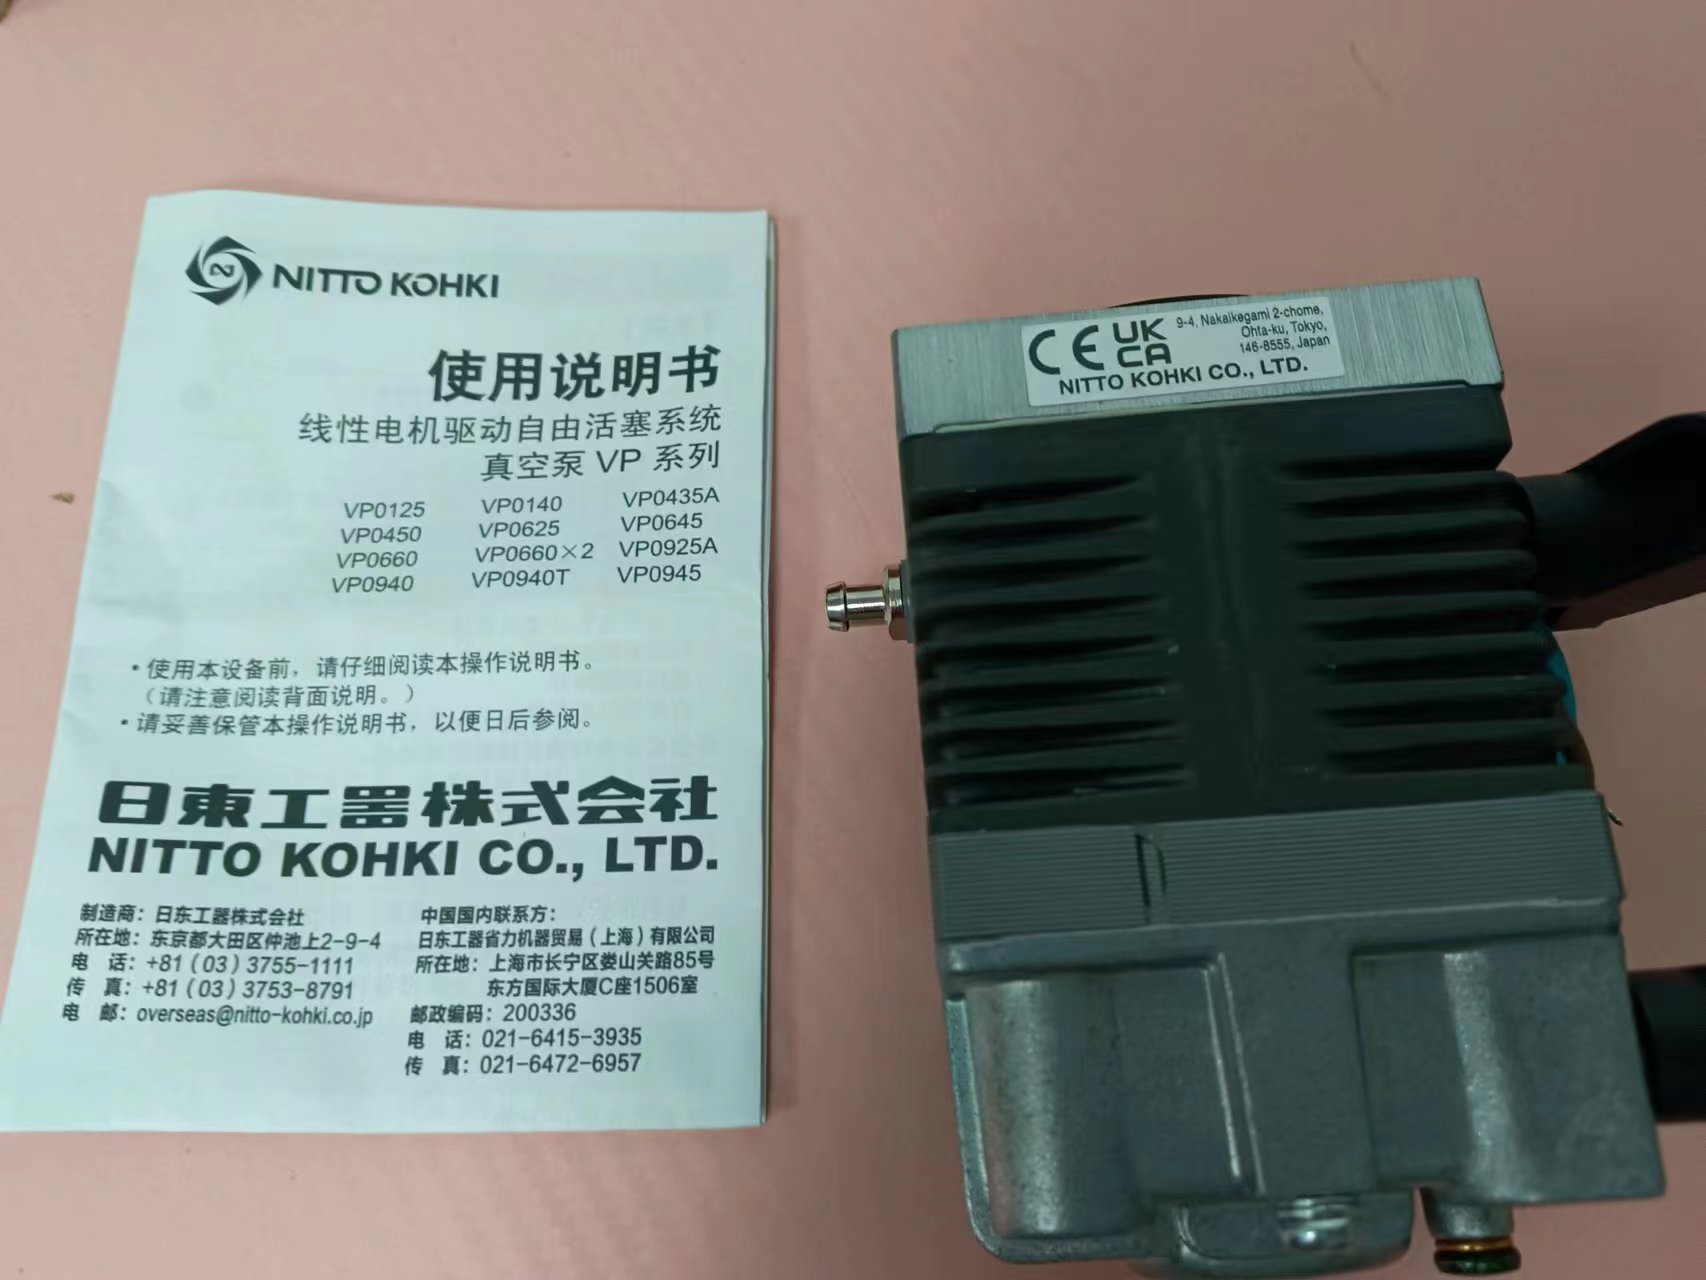 NITTO KOHKI
使用说明书
线性电机驱动自由活塞系统
真空泵 VP 系列
VP0125 VP0140 VP0435A
VP0450 VP0625 VP0645
VP0660 VP0660×2 VP0925A
VP0940 VP0940T VP0945
・使用本设备前，请仔细阅读本操作说明书。
（请注意阅读背面说明。）
・请妥善保管本操作说明书，以便日后参阅。
日東工器株式会社
NITTO KOHKI CO., LTD.
制造商：日东工器株式会社
所在地：东京都大田区仲池上2-9-4
电 话：+81（03）3755-1111
传 真：+81（03）3753-8791
电 邮：overseas@nitto-kohki.co.jp
中国国内联系方：
日东工器省力机器贸易（上海）有限公司
所在地：上海市长宁区娄山关路85号
东方国际大厦C座1506室
邮政编码：200336
电 话：021-6415-3935
传 真：021-6472-6957
CE UK
CA
9-4, Nakaikegami 2-chome,
Ohta-ku, Tokyo,
146-8555, Japan
NITTO KOHKI CO., LTD.